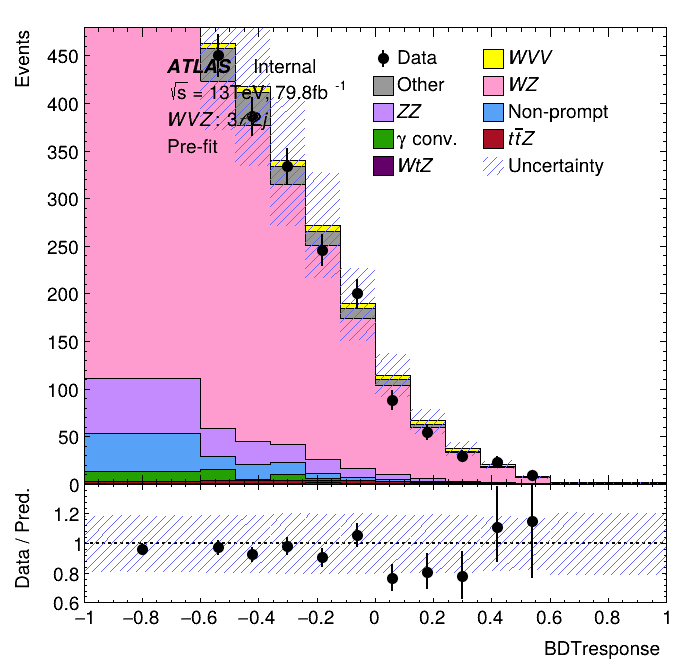 Events
450
400
350
300
250
200
150
100
50
0
ATLAS Internal
√s = 13TeV, 79.8fb⁻¹
WVZ: 3ℓ2j
Pre-fit
Data
WVV
Other
WZ
ZZ
Non-prompt
γ conv.
tt̄Z
WtZ
Uncertainty
Data / Pred.
1.2
1
0.8
0.6
−1 −0.8 −0.6 −0.4 −0.2 0 0.2 0.4 0.6 0.8 1
BDTresponse